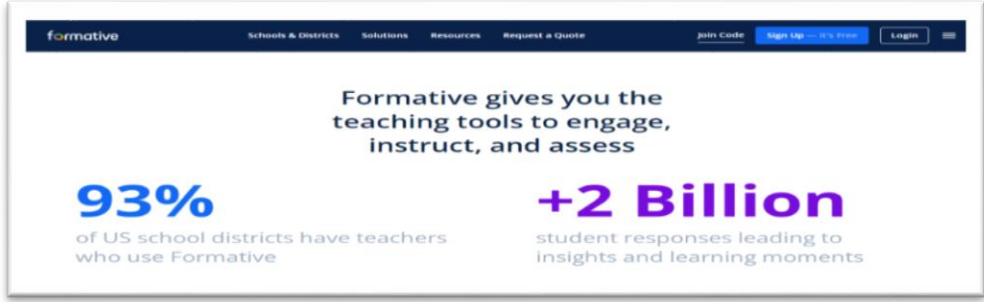 formative
Schools & Districts Solutions Resources Request a Quote Join Code Sign Up — It's Free Login
Formative gives you the
teaching tools to engage,
instruct, and assess
93%
of US school districts have teachers
who use Formative
+2 Billion
student responses leading to
insights and learning moments